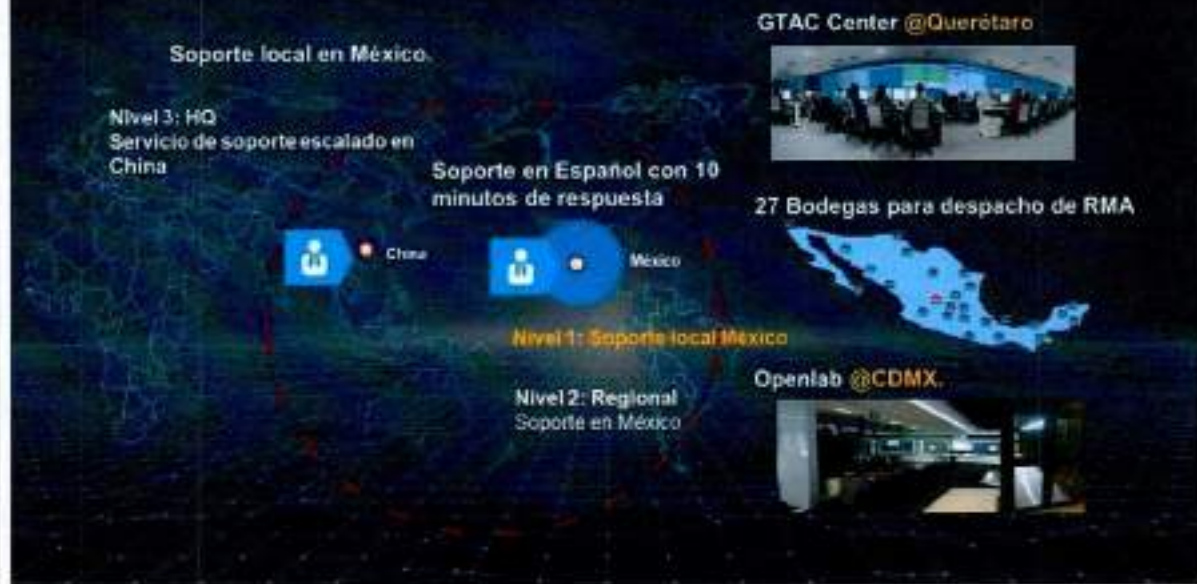 Soporte local en México.
Nivel 3: HQ
Servicio de soporte escalado en
China
Soporte en Español con 10
minutos de respuesta
China
México
Nivel 1: Soporte local México
Nivel 2: Regional
Soporte en México
GTAC Center @Querétaro
27 Bodegas para despacho de RMA
Openlab @CDMX.